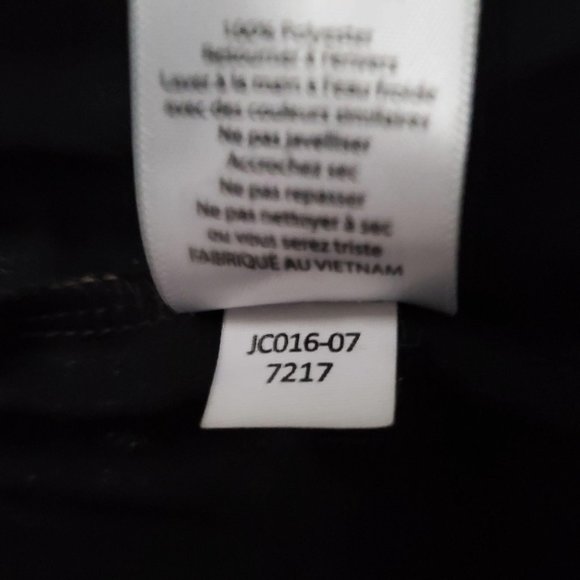 100% Polyester
Retourner à l'envers
Laver à la main à l'eau froide
avec des couleurs similaires
Ne pas javelliser
Accrochez sec
Ne pas repasser
Ne pas nettoyer à sec
ou vous serez triste
FABRIQUÉ AU VIETNAM
JC016-07
7217